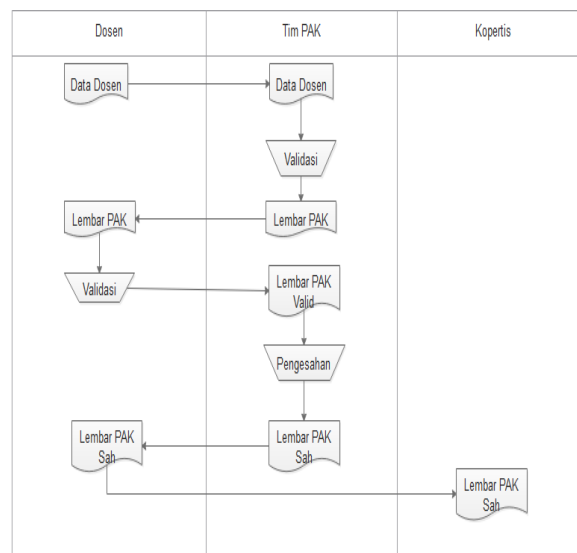 Dosen
Tim PAK
Kopertis
Data Dosen
Data Dosen
Validasi
Lembar PAK
Lembar PAK
Validasi
Lembar PAK
Valid
Pengesahan
Lembar PAK
Sah
Lembar PAK
Sah
Lembar PAK
Sah